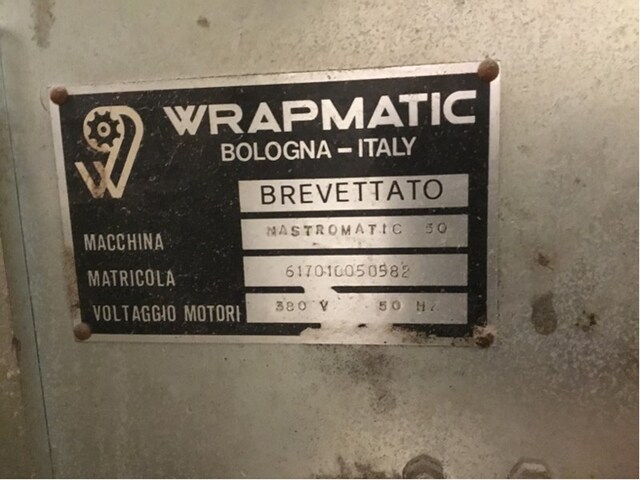 WRAPMATIC
BOLOGNA - ITALY
BREVETTATO
MACCHINA NASTROMATIC 50
MATRICOLA 617010050582
VOLTAGGIO MOTORI 380 V 50 Hz